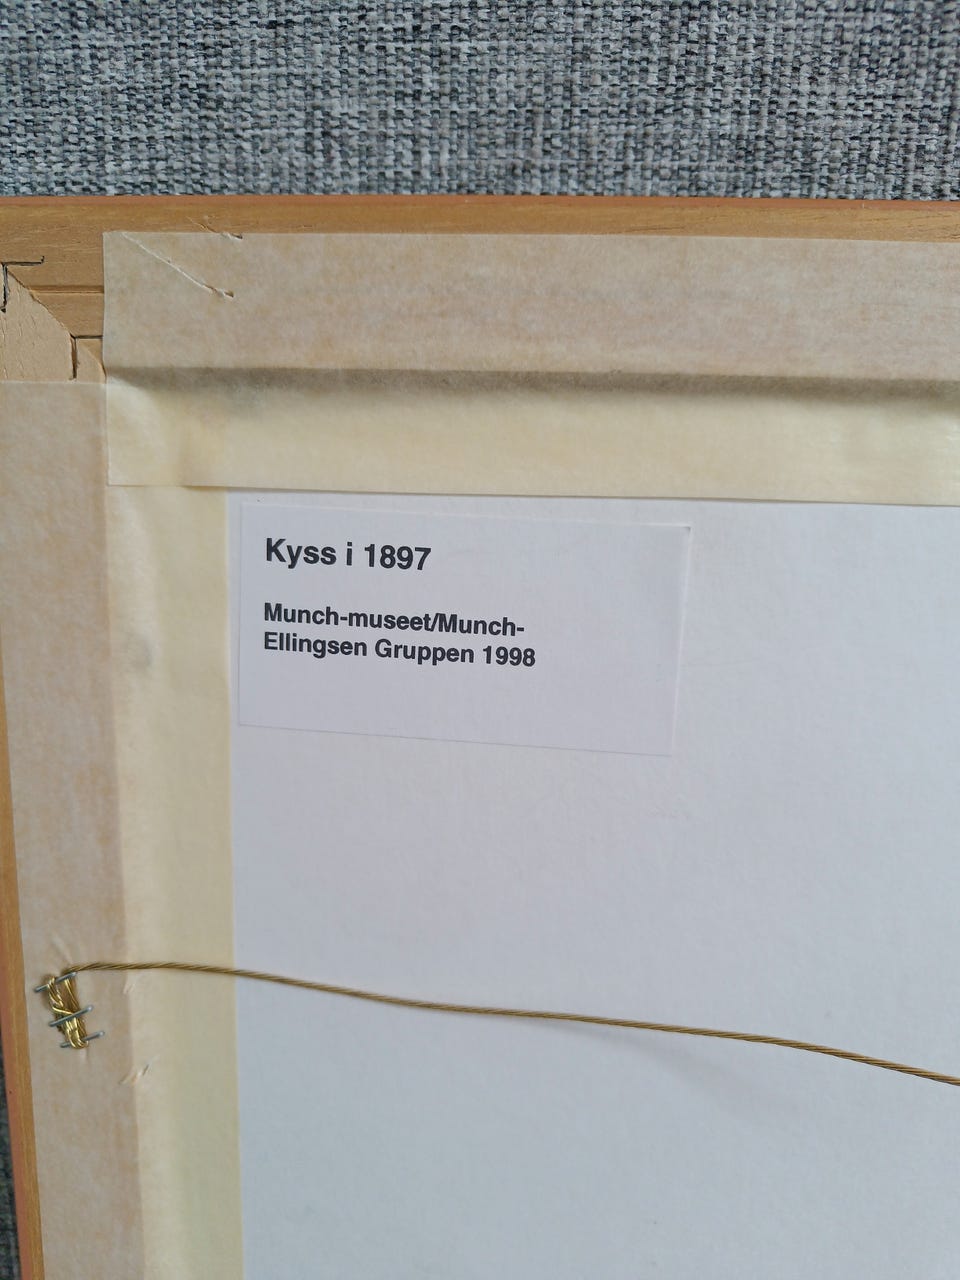 Kyss i 1897
Munch-museet/Munch-
Ellingsen Gruppen 1998